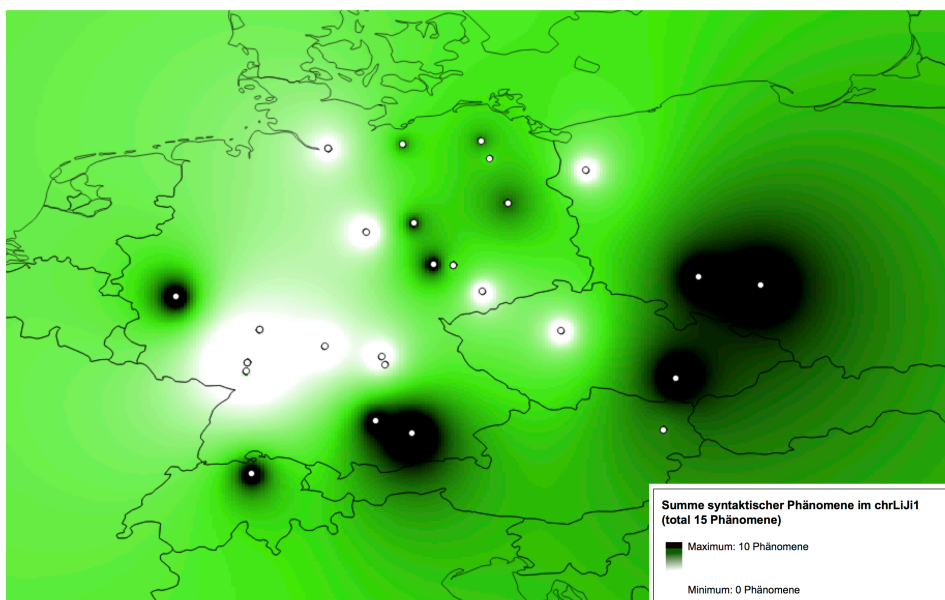 Summe syntaktischer Phänomene im chrLiJi1
(total 15 Phänomene)
Maximum: 10 Phänomene
Minimum: 0 Phänomene